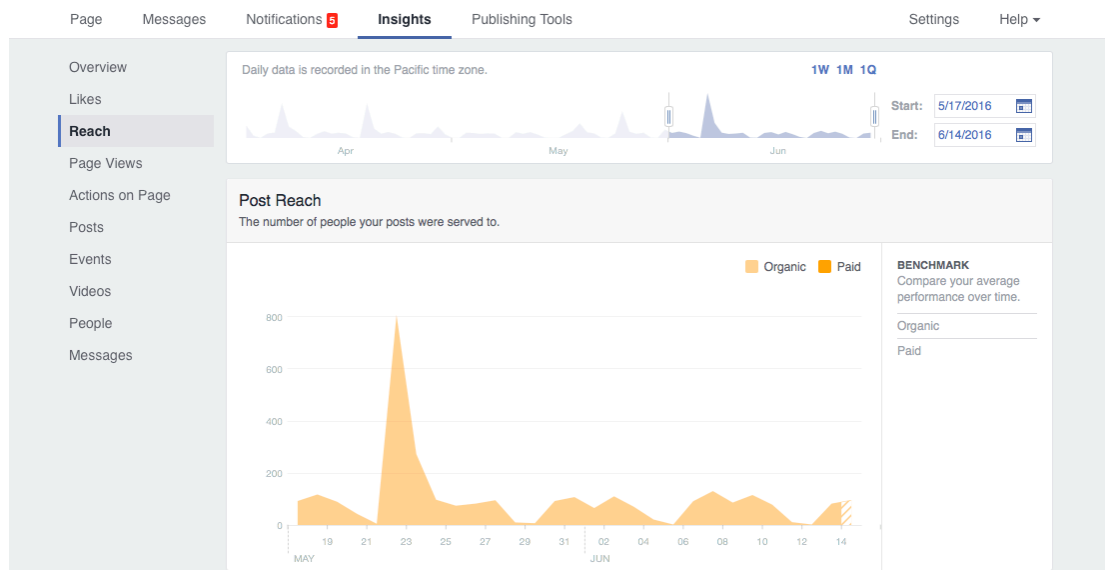 Page Messages Notifications 5 Insights Publishing Tools Settings Help
Overview
Likes
Reach
Page Views
Actions on Page
Posts
Events
Videos
People
Messages
Daily data is recorded in the Pacific time zone. 1W 1M 1Q
Start: 5/17/2016
End: 6/14/2016
Apr May Jun
Post Reach
The number of people your posts were served to.
Organic Paid
800
600
400
200
0
19 21 23 25 27 29 31 02 04 06 08 10 12 14
MAY JUN
BENCHMARK
Compare your average
performance over time.
Organic
Paid